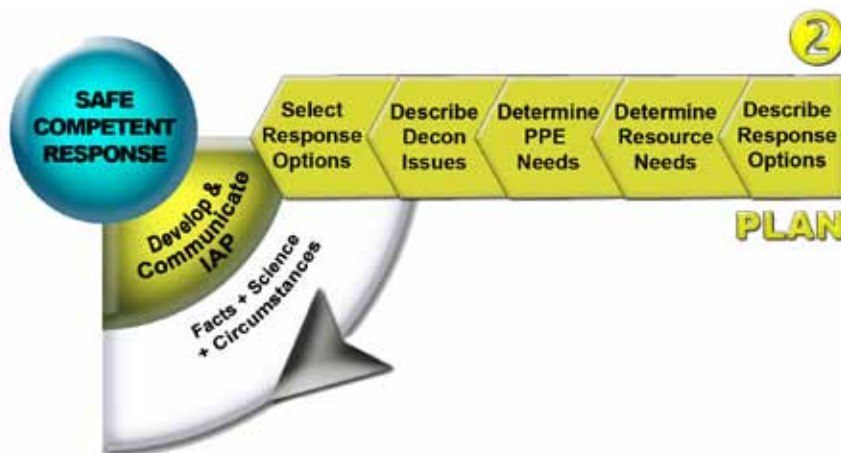 2
SAFE
COMPETENT
RESPONSE
Select
Response
Options
Describe
Decon
Issues
Determine
PPE
Needs
Determine
Resource
Needs
Describe
Response
Options
PLAN
Develop &
Communicate
IAP
Facts + Science
+ Circumstances